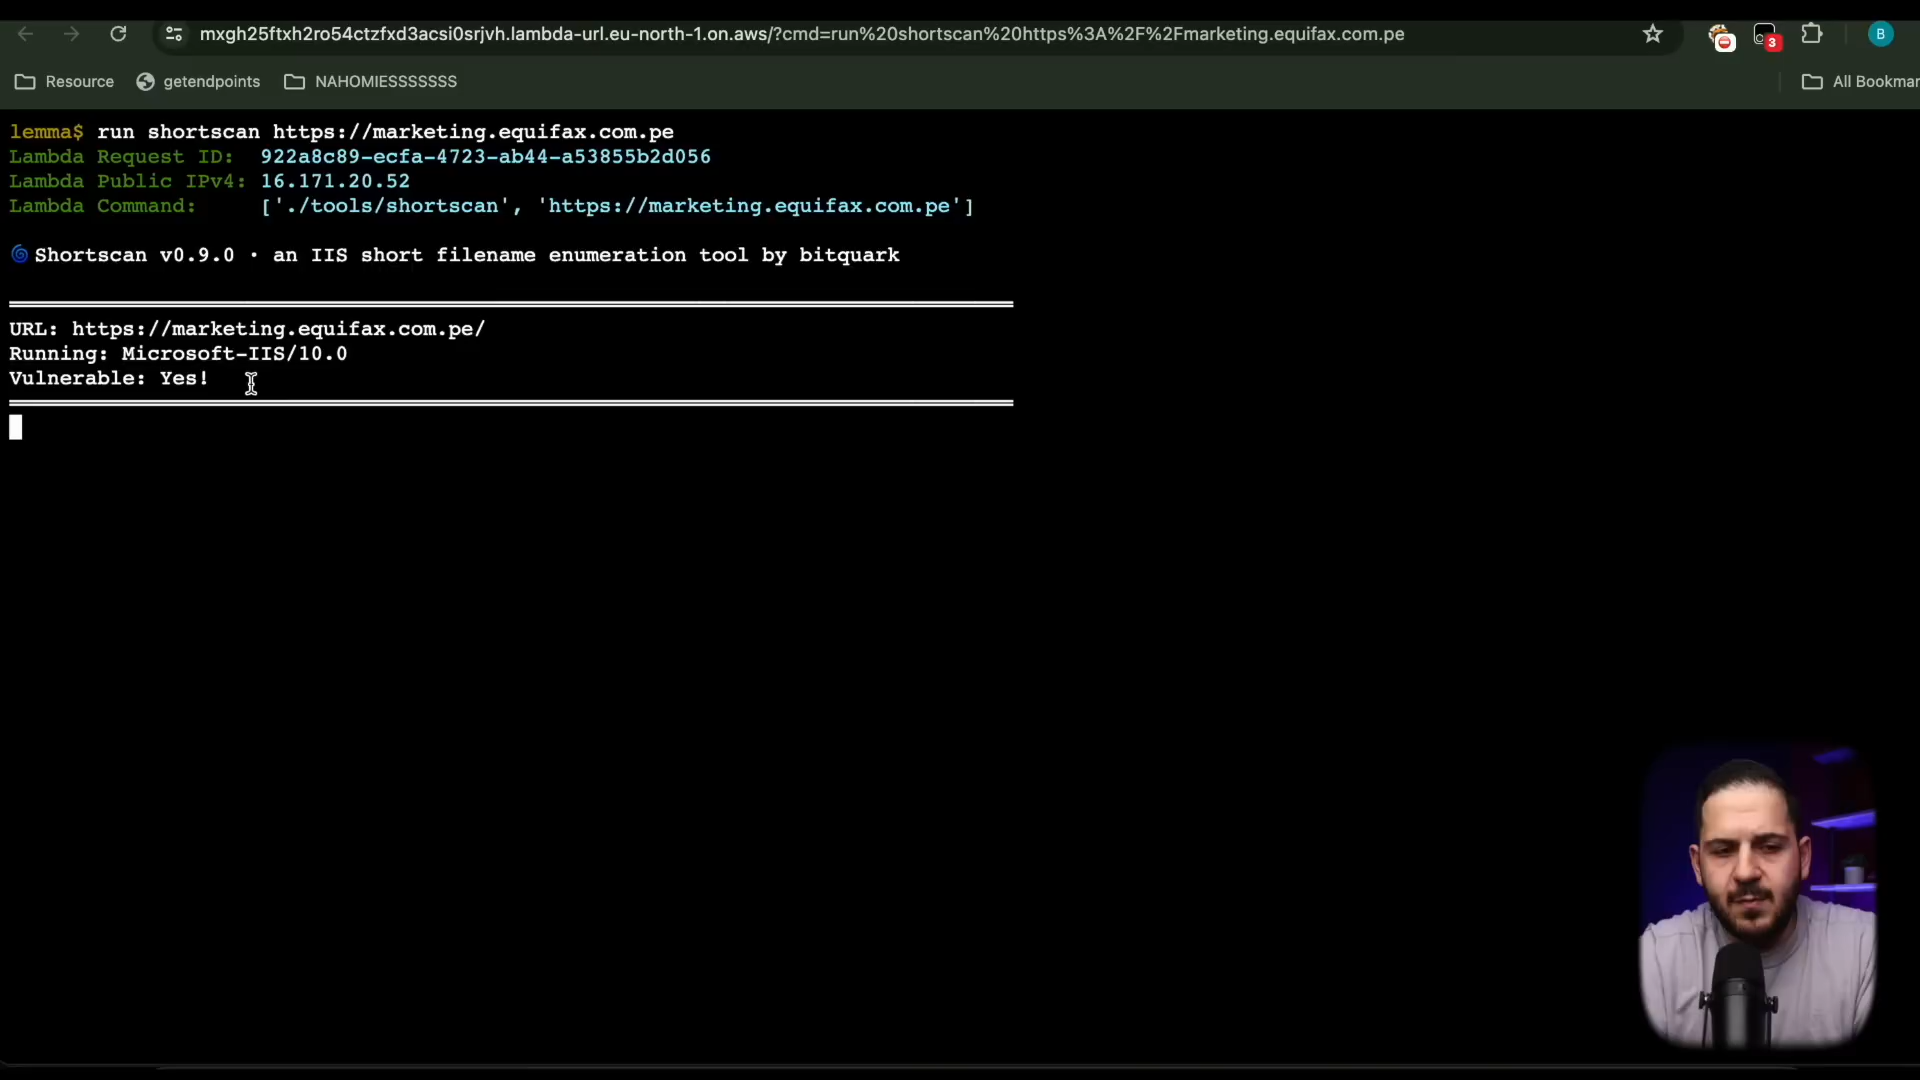 mxgh25ftxh2ro54ctzfxd3acsi0srjvh.lambda-url.eu-north-1.on.aws/?cmd=run%20shortscan%20https%3A%2F%2Fmarketing.equifax.com.pe
3
B
Resource
getendpoints
NAHOMIESSSSSSS
All Bookmar
lemma$ run shortscan https://marketing.equifax.com.pe
Lambda Request ID: 922a8c89-ecfa-4723-ab44-a53855b2d056
Lambda Public IPv4: 16.171.20.52
Lambda Command: ['./tools/shortscan', 'https://marketing.equifax.com.pe']
Shortscan v0.9.0 · an IIS short filename enumeration tool by bitquark
URL: https://marketing.equifax.com.pe/
Running: Microsoft-IIS/10.0
Vulnerable: Yes!